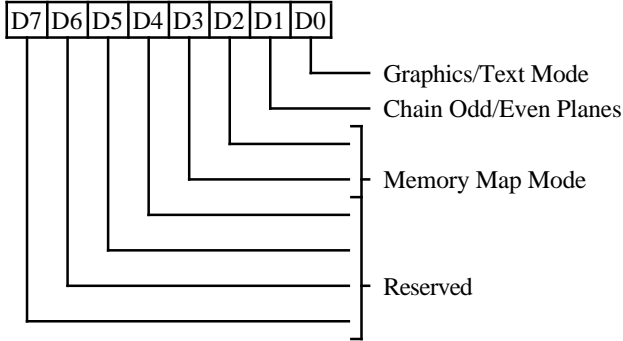 D7 D6 D5 D4 D3 D2 D1 D0
Graphics/Text Mode
Chain Odd/Even Planes
Memory Map Mode
Reserved